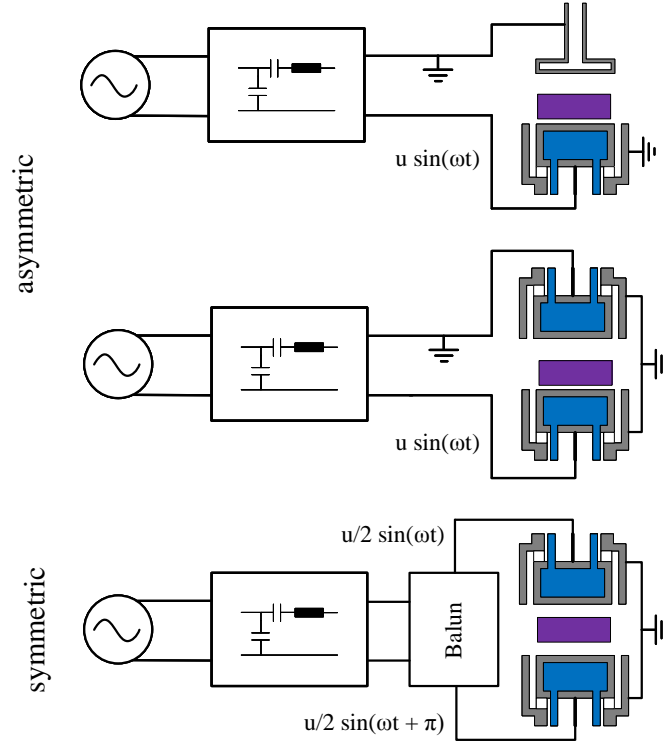 asymmetric
u sin(ωt)
u sin(ωt)
symmetric
u/2 sin(ωt)
Balun
u/2 sin(ωt + π)